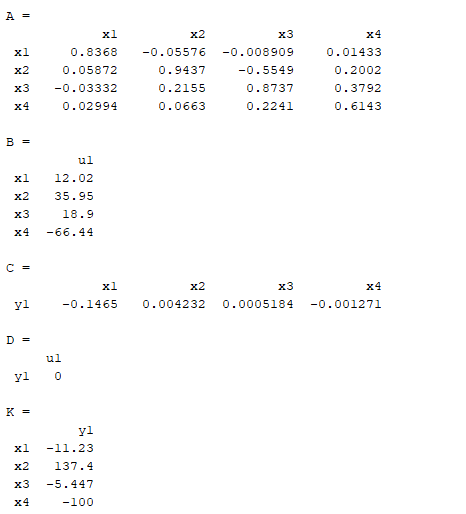 A =
x1 x2 x3 x4
x1 0.8368 -0.05576 -0.008909 0.01433
x2 0.05872 0.9437 -0.5549 0.2002
x3 -0.03332 0.2155 0.8737 0.3792
x4 0.02994 0.0663 0.2241 0.6143
B =
u1
x1 12.02
x2 35.95
x3 18.9
x4 -66.44
C =
x1 x2 x3 x4
y1 -0.1465 0.004232 0.0005184 -0.001271
D =
u1
y1 0
K =
y1
x1 -11.23
x2 137.4
x3 -5.447
x4 -100